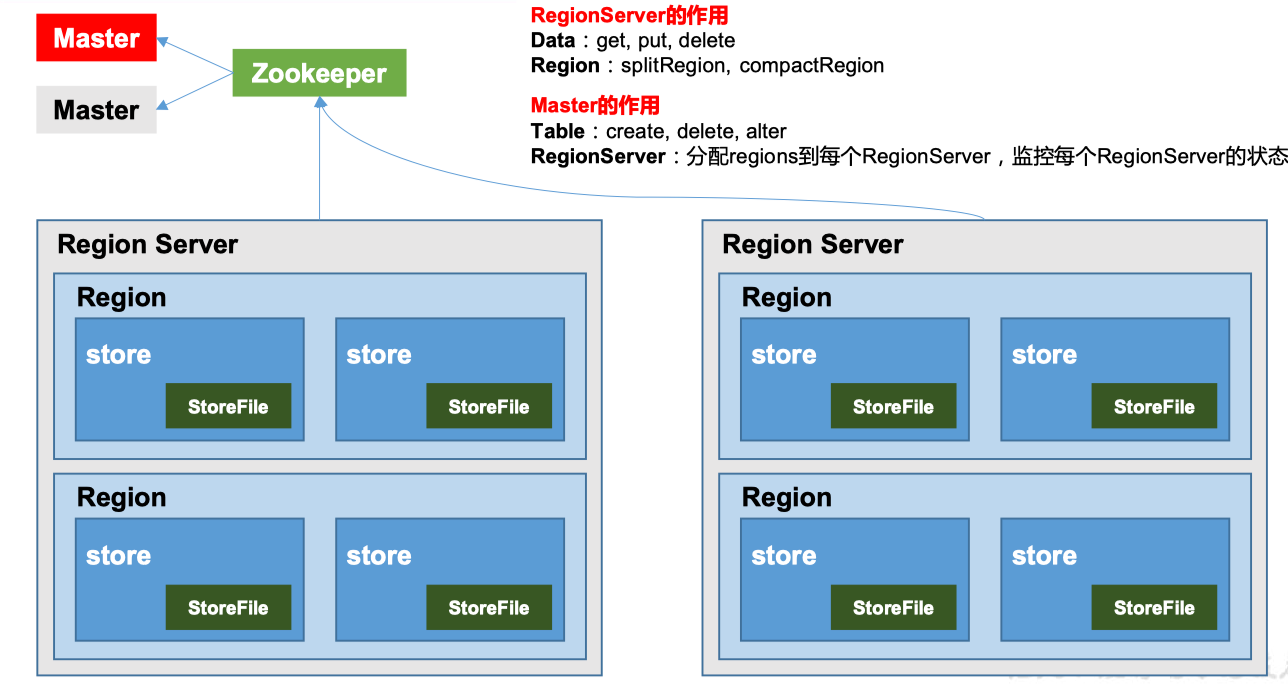 Master
Master
Zookeeper
RegionServer的作用
Data：get, put, delete
Region：splitRegion, compactRegion
Master的作用
Table：create, delete, alter
RegionServer：分配regions到每个RegionServer，监控每个RegionServer的状态
Region Server
Region
store
StoreFile
store
StoreFile
Region
store
StoreFile
store
StoreFile
Region Server
Region
store
StoreFile
store
StoreFile
Region
store
StoreFile
store
StoreFile